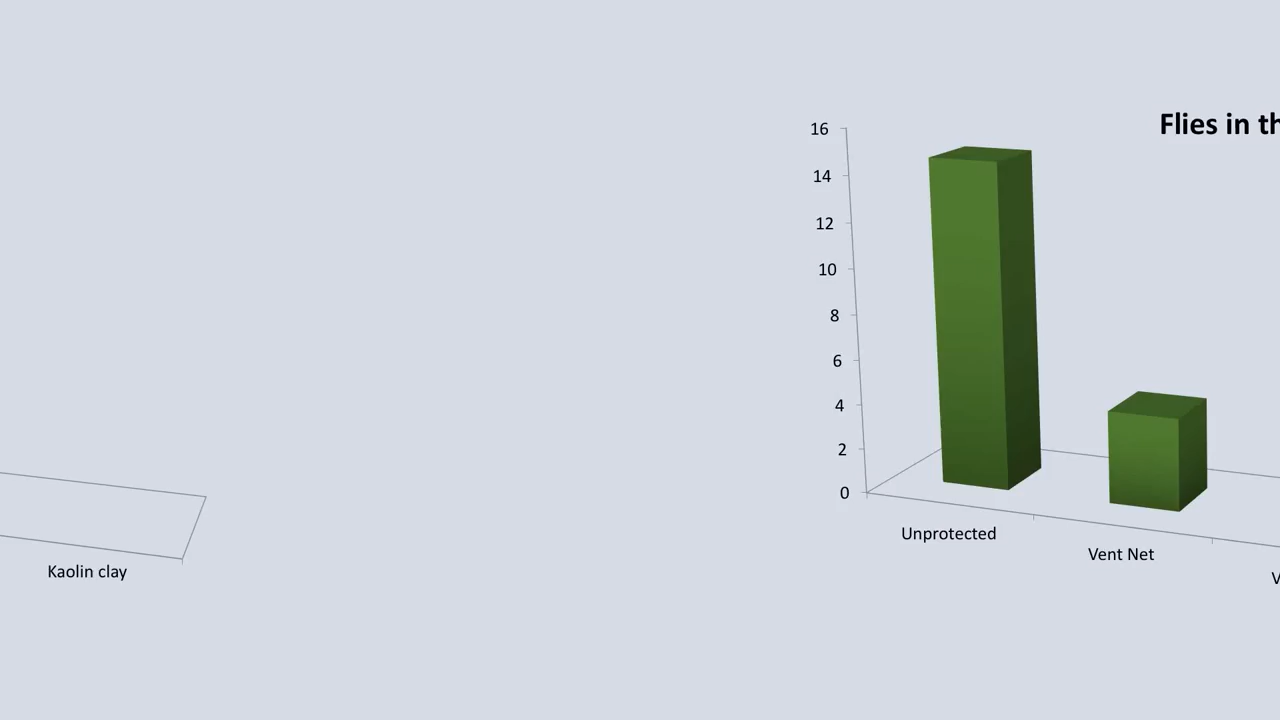 Kaolin clay
Flies in th
16
14
12
10
8
6
4
2
0
Unprotected
Vent Net
V